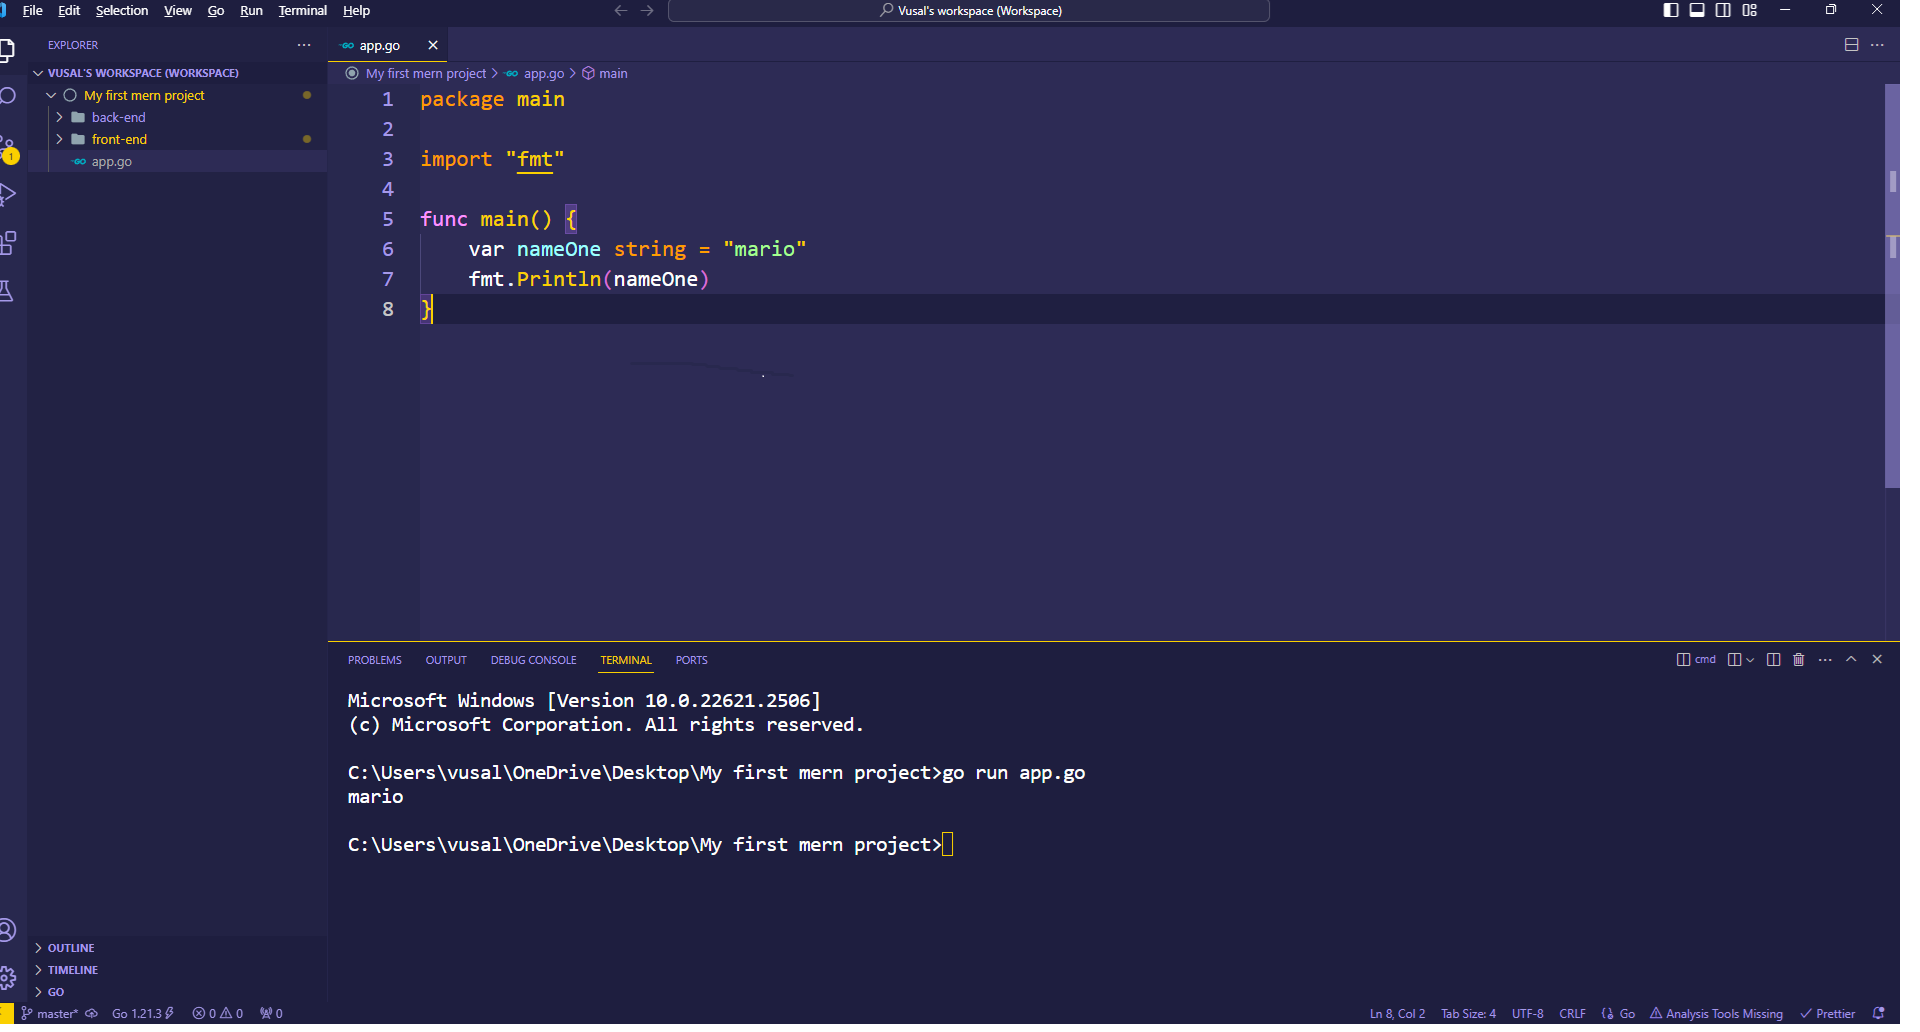 File Edit Selection View Go Run Terminal Help
Vusal's workspace (Workspace)
EXPLORER
VUSAL'S WORKSPACE (WORKSPACE)
My first mern project
back-end
front-end
GO app.go
1
GO app.go
My first mern project > GO app.go > main
1 package main
2
3 import "fmt"
4
5 func main() {
6 var nameOne string = "mario"
7 fmt.Println(nameOne)
8 }
PROBLEMS OUTPUT DEBUG CONSOLE TERMINAL PORTS
cmd
Microsoft Windows [Version 10.0.22621.2506]
(c) Microsoft Corporation. All rights reserved.
C:\Users\vusal\OneDrive\Desktop\My first mern project>go run app.go
mario
C:\Users\vusal\OneDrive\Desktop\My first mern project>
OUTLINE
TIMELINE
GO
master* Go 1.21.3 0 0 0
Ln 8, Col 2 Tab Size: 4 UTF-8 CRLF {} Go Analysis Tools Missing Prettier